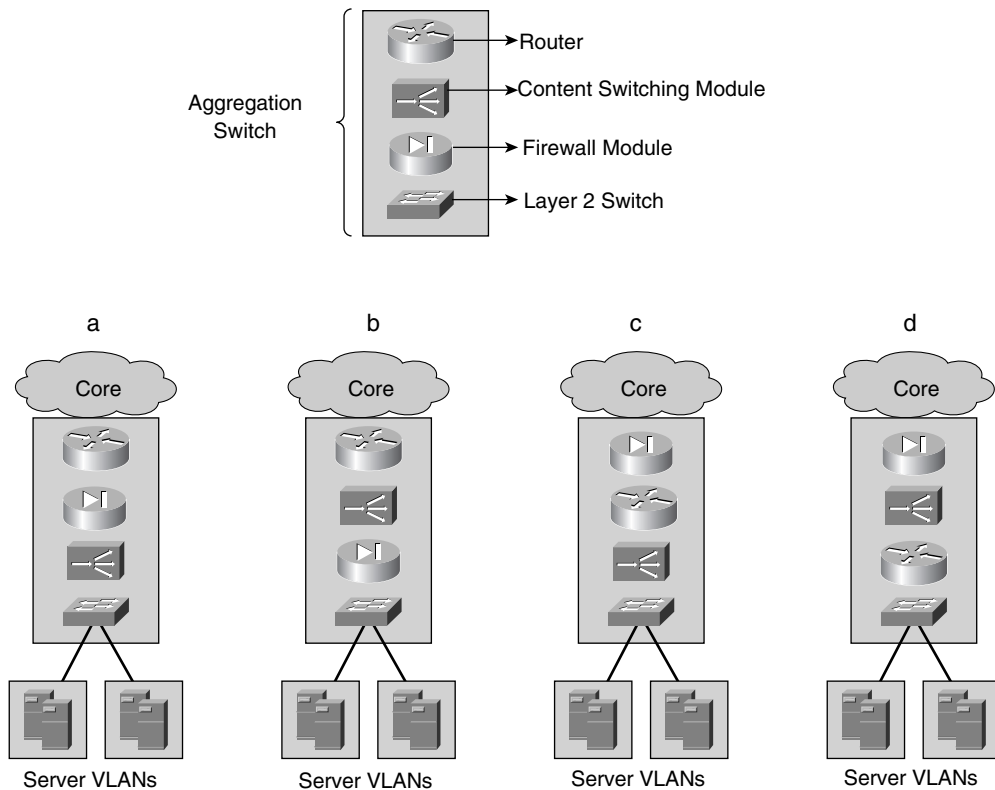 Router
Content Switching Module
Aggregation
Switch
Firewall Module
Layer 2 Switch
a
b
c
d
Core
Core
Core
Core
Server VLANs
Server VLANs
Server VLANs
Server VLANs